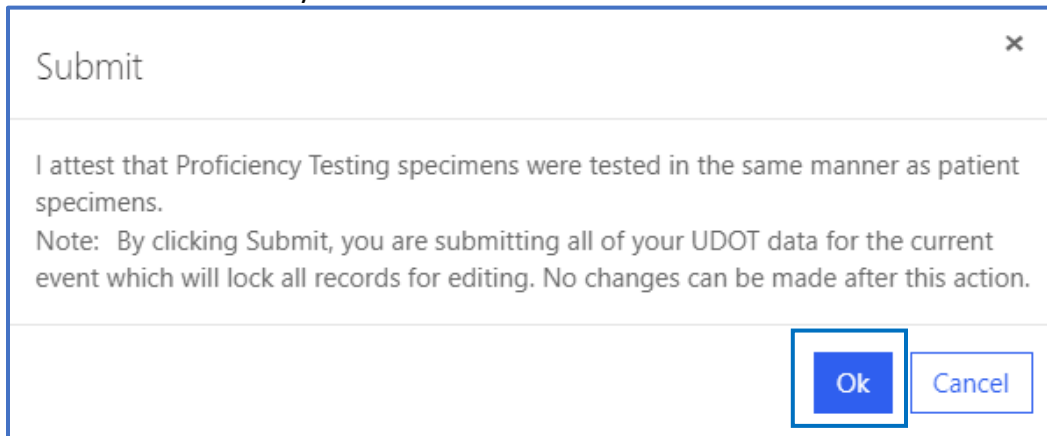 Submit
×
I attest that Proficiency Testing specimens were tested in the same manner as patient
specimens.
Note: By clicking Submit, you are submitting all of your UDOT data for the current
event which will lock all records for editing. No changes can be made after this action.
Ok
Cancel